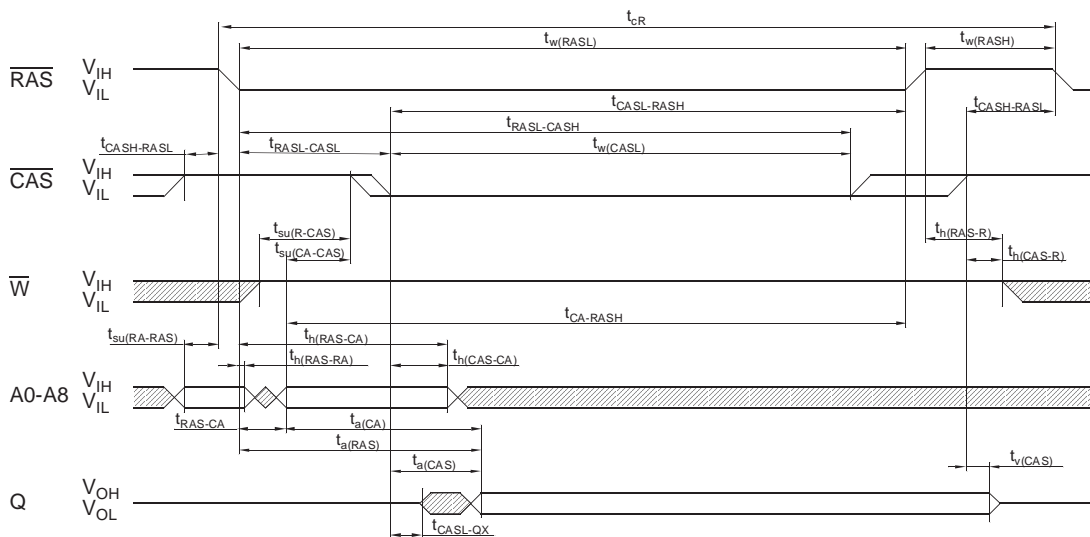 tcR
tw(RASL)
tw(RASH)
RAS VIH
VIL
tCASL-RASH
tCASH-RASL
tRASL-CASH
tCASH-RASL
tRASL-CASL
tw(CASL)
CAS VIH
VIL
tsu(R-CAS)
th(RAS-R)
tsu(CA-CAS)
th(CAS-R)
W VIH
VIL
tCA-RASH
tsu(RA-RAS)
th(RAS-CA)
th(RAS-RA)
th(CAS-CA)
A0-A8 VIH
VIL
tRAS-CA
ta(CA)
ta(RAS)
ta(CAS)
tv(CAS)
Q VOH
VOL
tCASL-QX